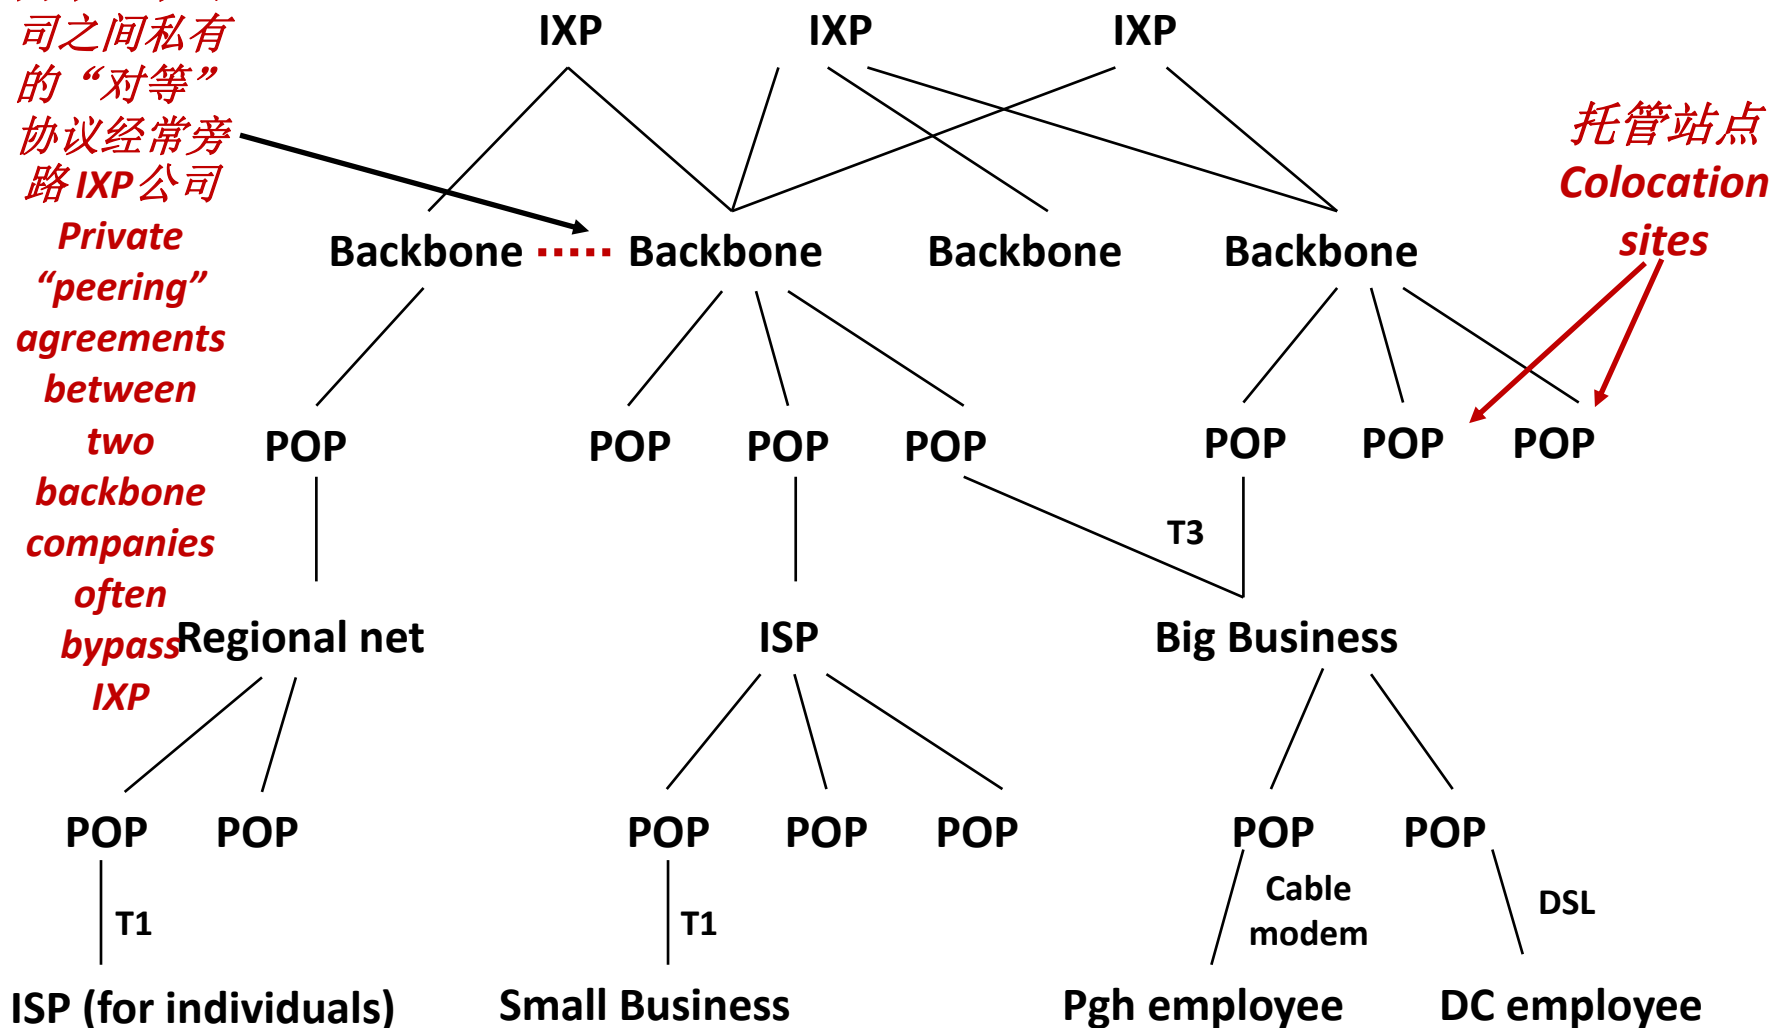 司之间私有
的“对等”
协议经常旁
路IXP公司
Private
“peering”
agreements
between
two
backbone
companies
often
bypass
IXP
IXP IXP IXP
托管站点
Colocation
sites
Backbone Backbone Backbone Backbone
POP POP POP POP POP POP POP
T3
Regional net ISP Big Business
POP POP POP POP POP POP POP
Cable
modem
DSL
T1 T1
ISP (for individuals) Small Business Pgh employee DC employee